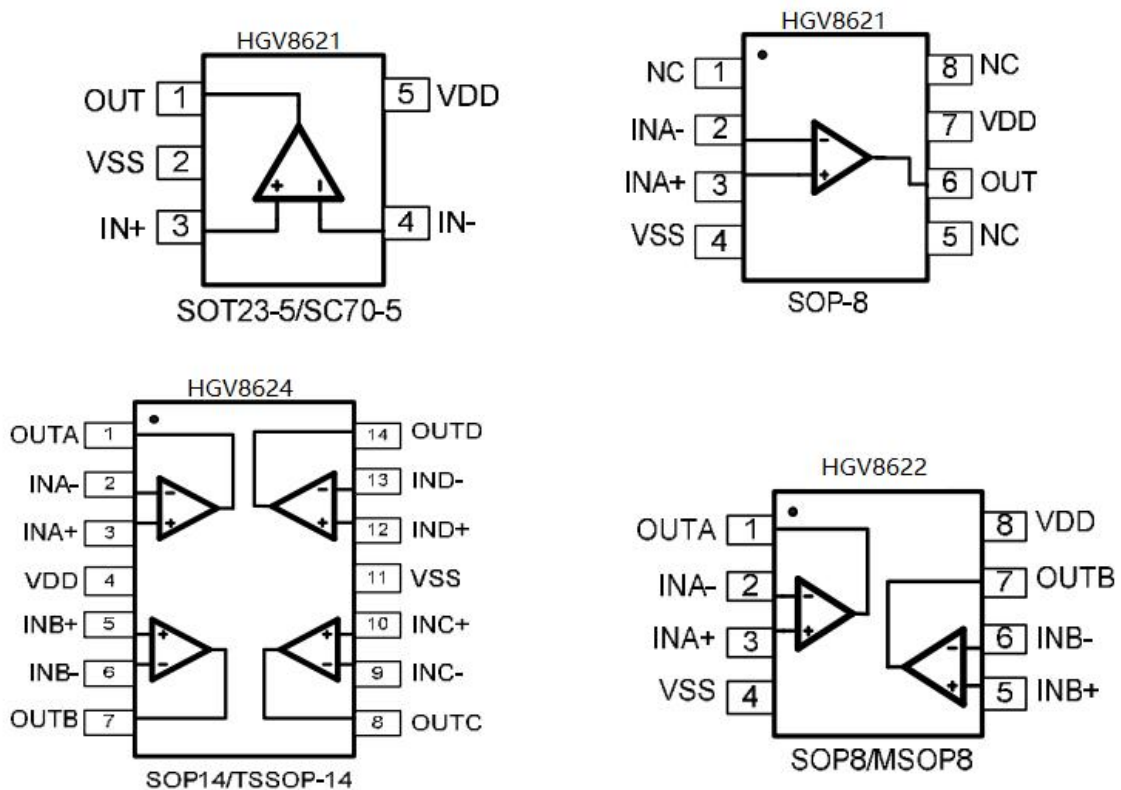 HGV8621
OUT 1 5 VDD
VSS 2
IN+ 3 4 IN-
+ -
SOT23-5/SC70-5
HGV8621
NC 1 8 NC
INA- 2 - 7 VDD
INA+ 3 + 6 OUT
VSS 4 5 NC
SOP-8
HGV8624
OUTA 1 14 OUTD
INA- 2 - - 13 IND-
INA+ 3 + + 12 IND+
VDD 4 11 VSS
INB+ 5 + + 10 INC+
INB- 6 - - 9 INC-
OUTB 7 8 OUTC
SOP14/TSSOP-14
HGV8622
OUTA 1 8 VDD
INA- 2 - 7 OUTB
INA+ 3 + - 6 INB-
VSS 4 + 5 INB+
SOP8/MSOP8